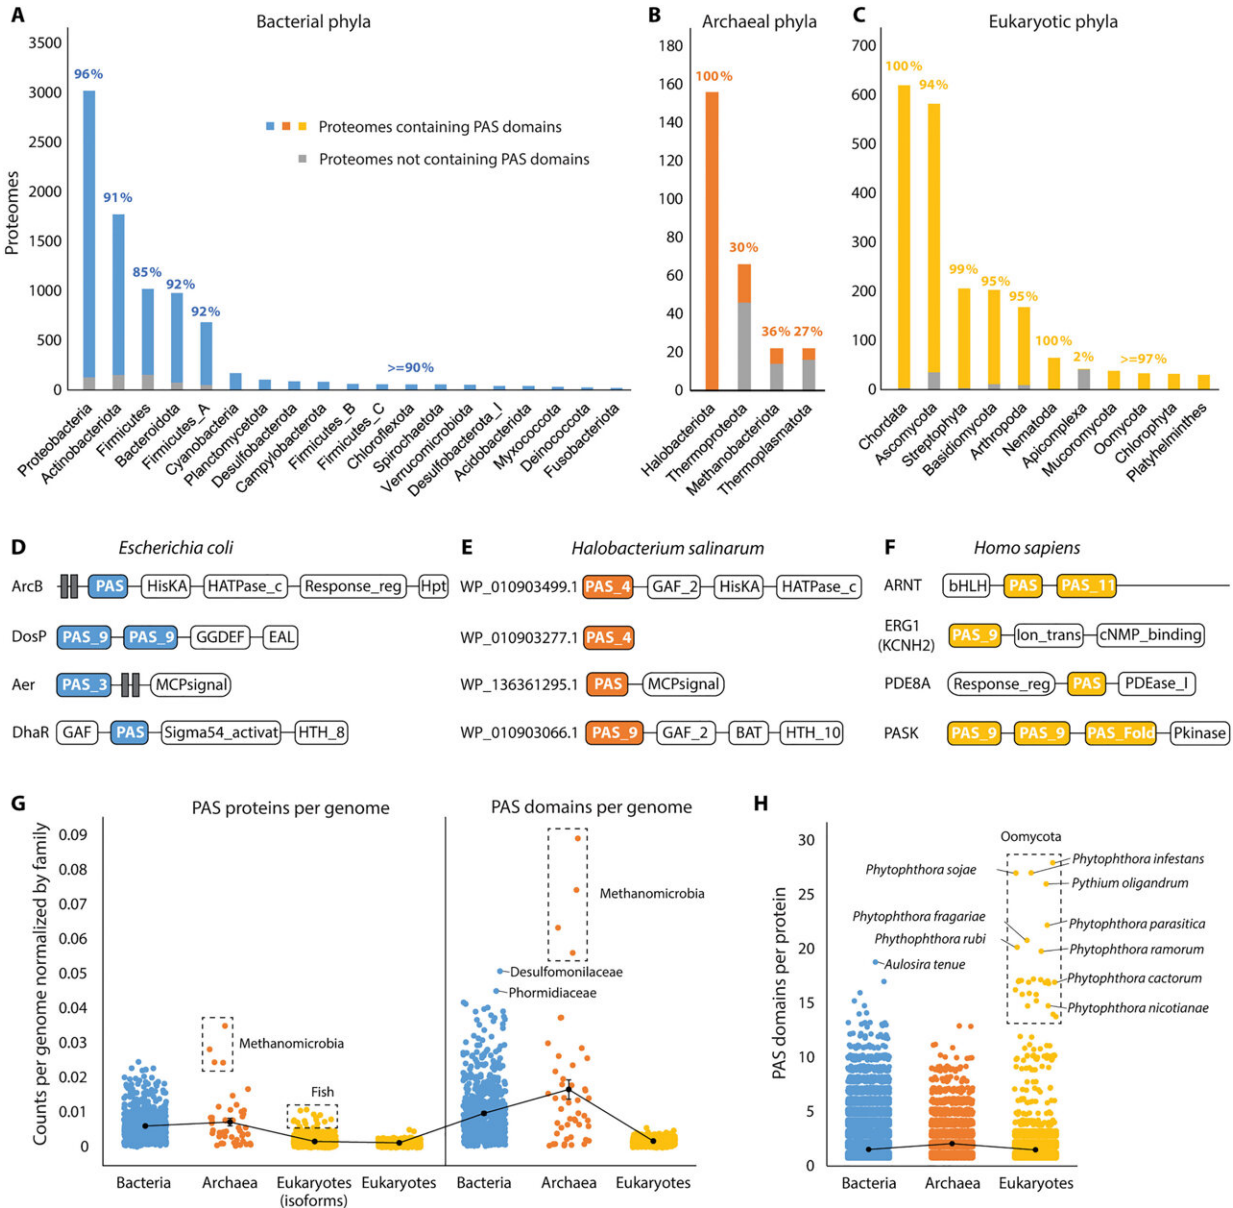 A Bacterial phyla
Proteomes
3500
3000
2500
2000
1500
1000
500
0
96%
91%
85%
92%
92%
>=90%
Proteomes containing PAS domains
Proteomes not containing PAS domains
Proteobacteria
Actinobacteriota
Firmicutes
Bacteroidota
Firmicutes_A
Cyanobacteria
Planctomycetota
Desulfobacterota
Campylobacterota
Firmicutes_B
Firmicutes_C
Chloroflexota
Spirochaetota
Verrucomicrobiota
Desulfobacterota_I
Acidobacteriota
Myxococcota
Deinococcota
Fusobacteriota
B Archaeal phyla
180
160
140
120
100
80
60
40
20
0
100%
30%
36%
27%
Halobacteriota
Thermoproteota
Methanobacteriota
Thermoplasmatota
C Eukaryotic phyla
700
600
500
400
300
200
100
0
100%
94%
99%
95%
95%
100%
2%
>=97%
Chordata
Ascomycota
Streptophyta
Basidiomycota
Arthropoda
Nematoda
Apicomplexa
Mucoromycota
Oomycota
Chlorophyta
Platyhelminthes
D Escherichia coli
ArcB PAS HisKA HATPase_c Response_reg Hpt
DosP PAS_9 PAS_9 GGDEF EAL
Aer PAS_3 MCPsignal
DhaR GAF PAS Sigma54_activat HTH_8
E Halobacterium salinarum
WP_010903499.1 PAS_4 GAF_2 HisKA HATPase_c
WP_010903277.1 PAS_4
WP_136361295.1 PAS MCPsignal
WP_010903066.1 PAS_9 GAF_2 BAT HTH_10
F Homo sapiens
ARNT bHLH PAS PAS_11
ERG1
(KCNH2) PAS_9 Ion_trans cNMP_binding
PDE8A Response_reg PAS PDEase_I
PASK PAS_9 PAS_9 PAS_Fold Pkinase
G PAS proteins per genome PAS domains per genome
Counts per genome normalized by family
0.09
0.08
0.07
0.06
0.05
0.04
0.03
0.02
0.01
0
Methanomicrobia
Fish
Methanomicrobia
Desulfomonilaceae
Phormidiaceae
Bacteria
Archaea
Eukaryotes
(isoforms)
Eukaryotes
Bacteria
Archaea
Eukaryotes
H
PAS domains per protein
30
25
20
15
10
5
0
Oomycota
Phytophthora infestans
Phytophthora sojae
Pythium oligandrum
Phytophthora fragariae
Phytophthora parasitica
Phythophthora rubi
Phytophthora ramorum
Aulosira tenue
Phytophthora cactorum
Phytophthora nicotianae
Bacteria
Archaea
Eukaryotes